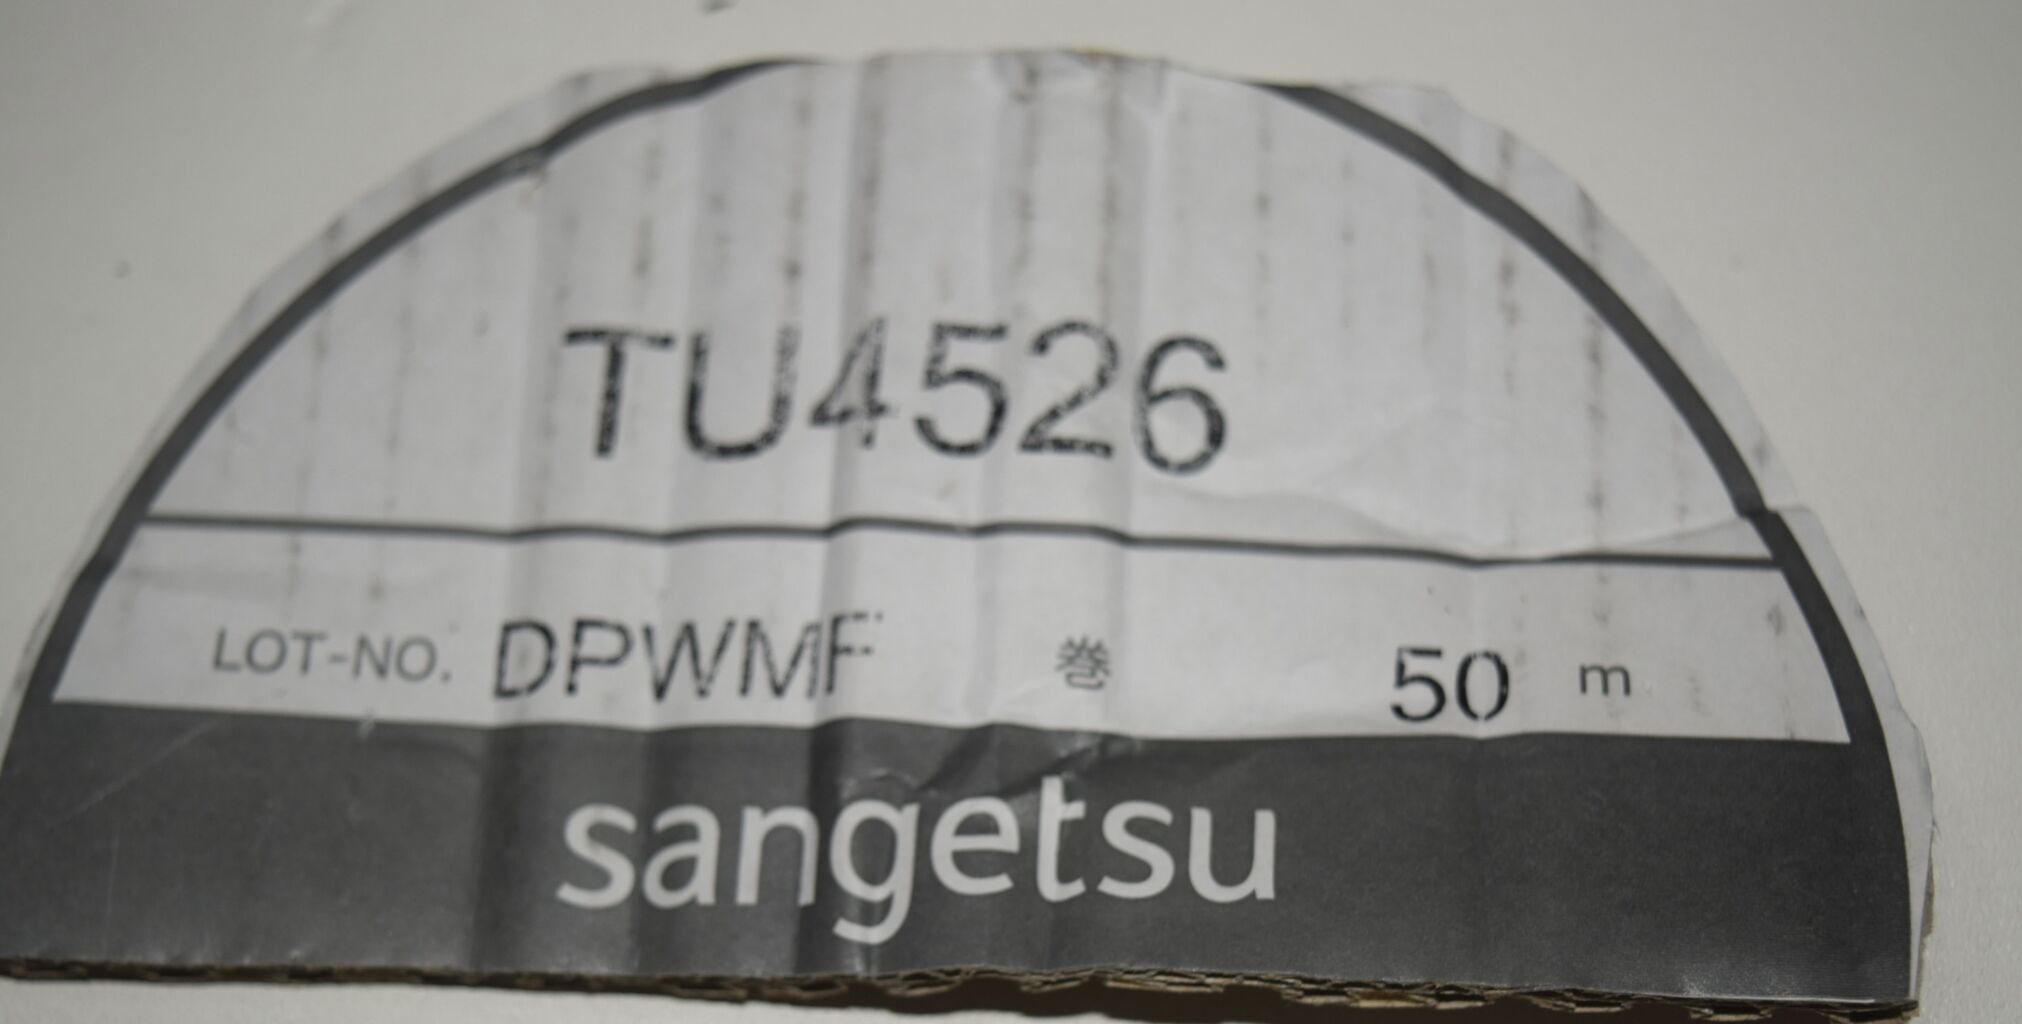 TU4526
LOT-NO. DPWMF 巻 50 m
sangetsu